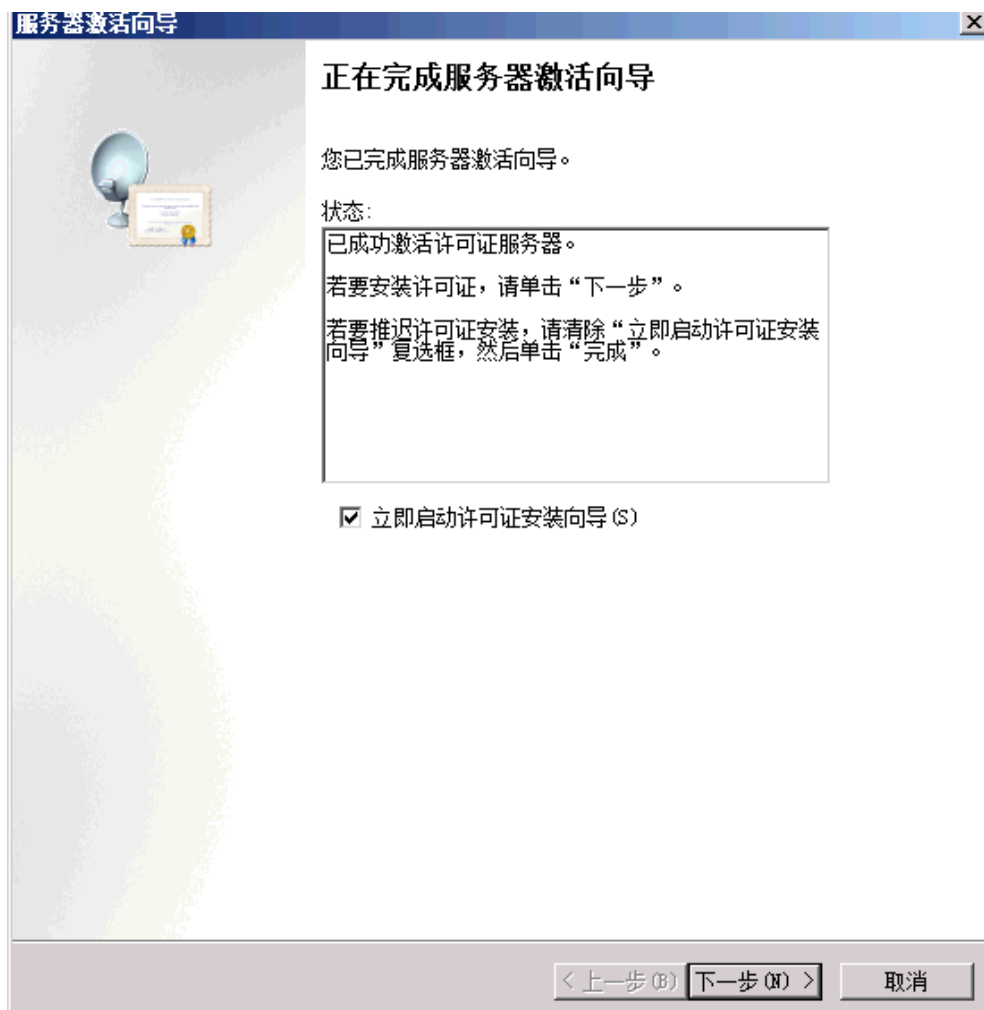 服务器激活向导
正在完成服务器激活向导
您已完成服务器激活向导。
状态:
已成功激活许可证服务器。
若要安装许可证，请单击“下一步”。
若要推迟许可证安装，请清除“立即启动许可证安装
向导”复选框，然后单击“完成”。
立即启动许可证安装向导(S)
< 上一步(B) 下一步(N) > 取消